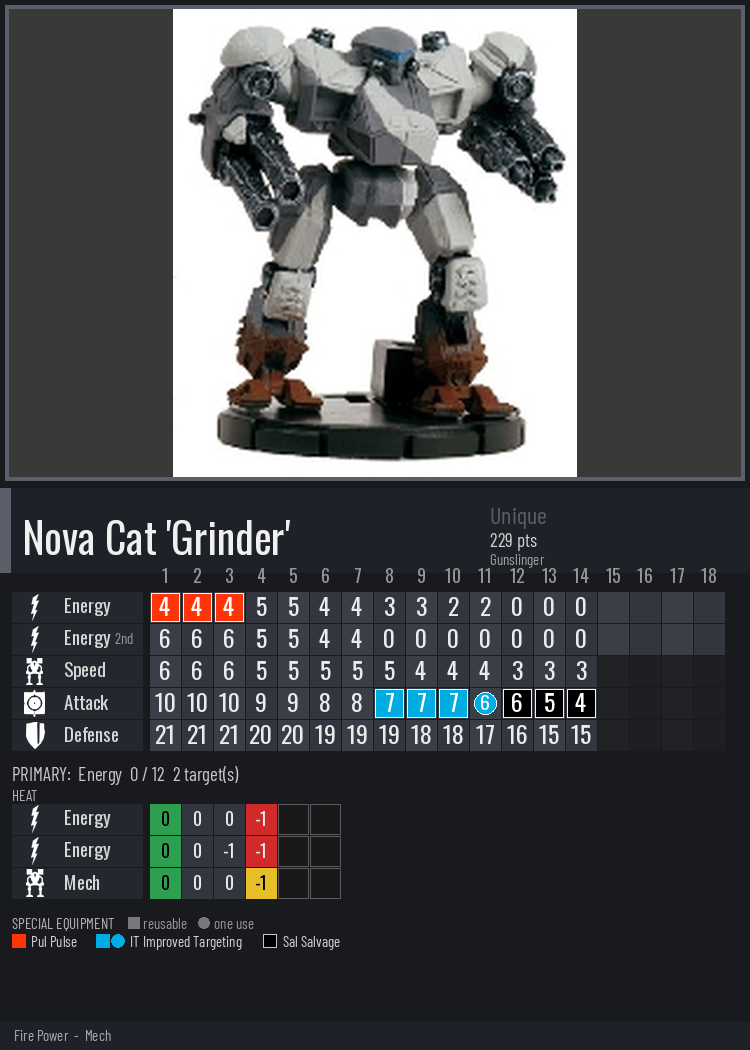 Nova Cat 'Grinder'
Unique
229 pts
Gunslinger
1 2 3 4 5 6 7 8 9 10 11 12 13 14 15 16 17 18
Energy 4 4 4 5 5 4 4 3 3 2 2 0 0 0
Energy 2nd 6 6 6 5 5 4 4 0 0 0 0 0 0 0
Speed 6 6 6 5 5 5 5 5 4 4 4 3 3 3
Attack 10 10 10 9 9 8 8 7 7 7 6 6 5 4
Defense 21 21 21 20 20 19 19 19 18 18 17 16 15 15
PRIMARY: Energy 0 / 12 2 target(s)
HEAT
Energy 0 0 0 -1
Energy 0 0 -1 -1
Mech 0 0 0 -1
SPECIAL EQUIPMENT reusable one use
Pul Pulse IT Improved Targeting Sal Salvage
Fire Power - Mech